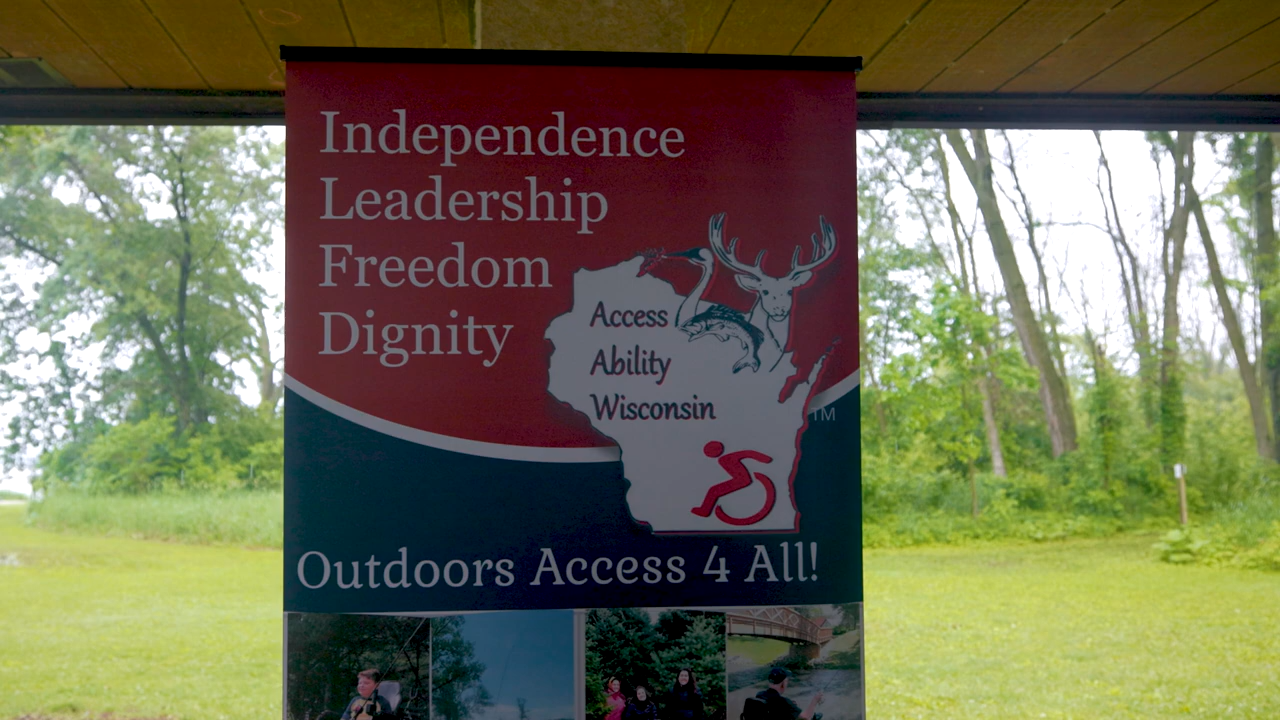 Independence
Leadership
Freedom
Dignity
Access
Ability
Wisconsin
TM
Outdoors Access 4 All!